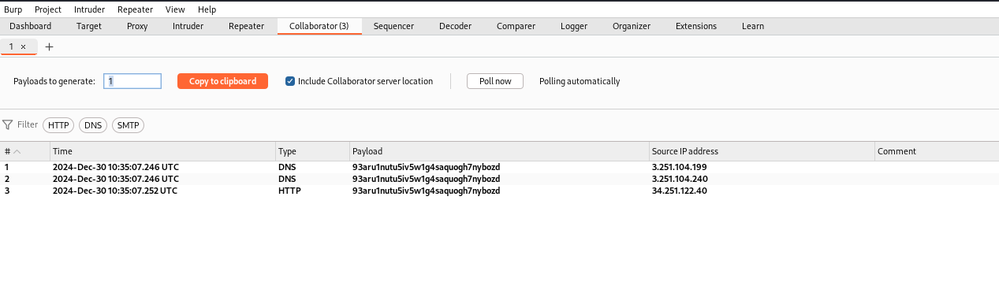 Burp Project Intruder Repeater View Help
Dashboard Target Proxy Intruder Repeater Collaborator (3) Sequencer Decoder Comparer Logger Organizer Extensions Learn
1 × +
Payloads to generate: 1 Copy to clipboard Include Collaborator server location Poll now Polling automatically
Filter HTTP DNS SMTP
# Time Type Payload Source IP address Comment
1 2024-Dec-30 10:35:07.246 UTC DNS 93aru1nutu5iv5w1g4saquogh7nybozd 3.251.104.199
2 2024-Dec-30 10:35:07.246 UTC DNS 93aru1nutu5iv5w1g4saquogh7nybozd 3.251.104.240
3 2024-Dec-30 10:35:07.252 UTC HTTP 93aru1nutu5iv5w1g4saquogh7nybozd 34.251.122.40